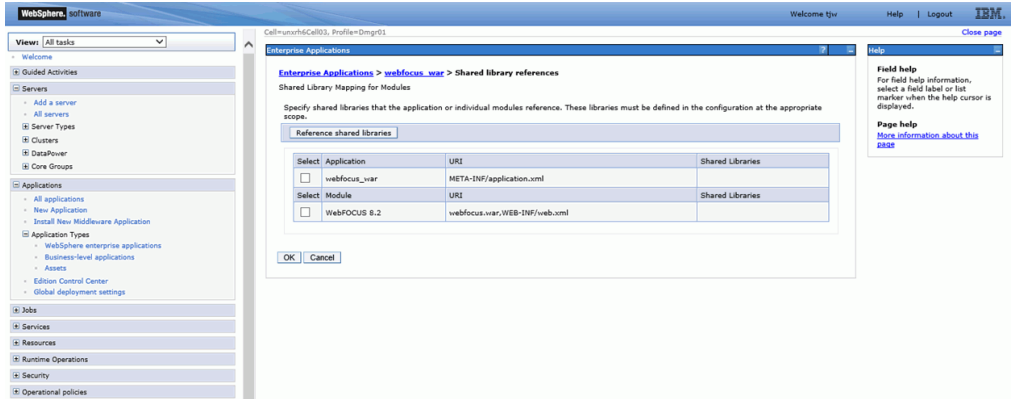 WebSphere. software
Welcome tjw
Help | Logout
IBM.
View: All tasks
Welcome
Guided Activities
Servers
Add a server
All servers
Server Types
Clusters
DataPower
Core Groups
Applications
All applications
New Application
Install New Middleware Application
Application Types
WebSphere enterprise applications
Business-level applications
Assets
Edition Control Center
Global deployment settings
Jobs
Services
Resources
Runtime Operations
Security
Operational policies
Cell=unxrh6Cell03, Profile=Dmgr01
Close page
Enterprise Applications
?
Enterprise Applications > webfocus_war > Shared library references
Shared Library Mapping for Modules
Specify shared libraries that the application or individual modules reference. These libraries must be defined in the configuration at the appropriate
scope.
Reference shared libraries
Select Application URI Shared Libraries
webfocus_war META-INF/application.xml
Select Module URI Shared Libraries
WebFOCUS 8.2 webfocus.war,WEB-INF/web.xml
OK Cancel
Help
Field help
For field help information,
select a field label or list
marker when the help cursor is
displayed.
Page help
More information about this
page